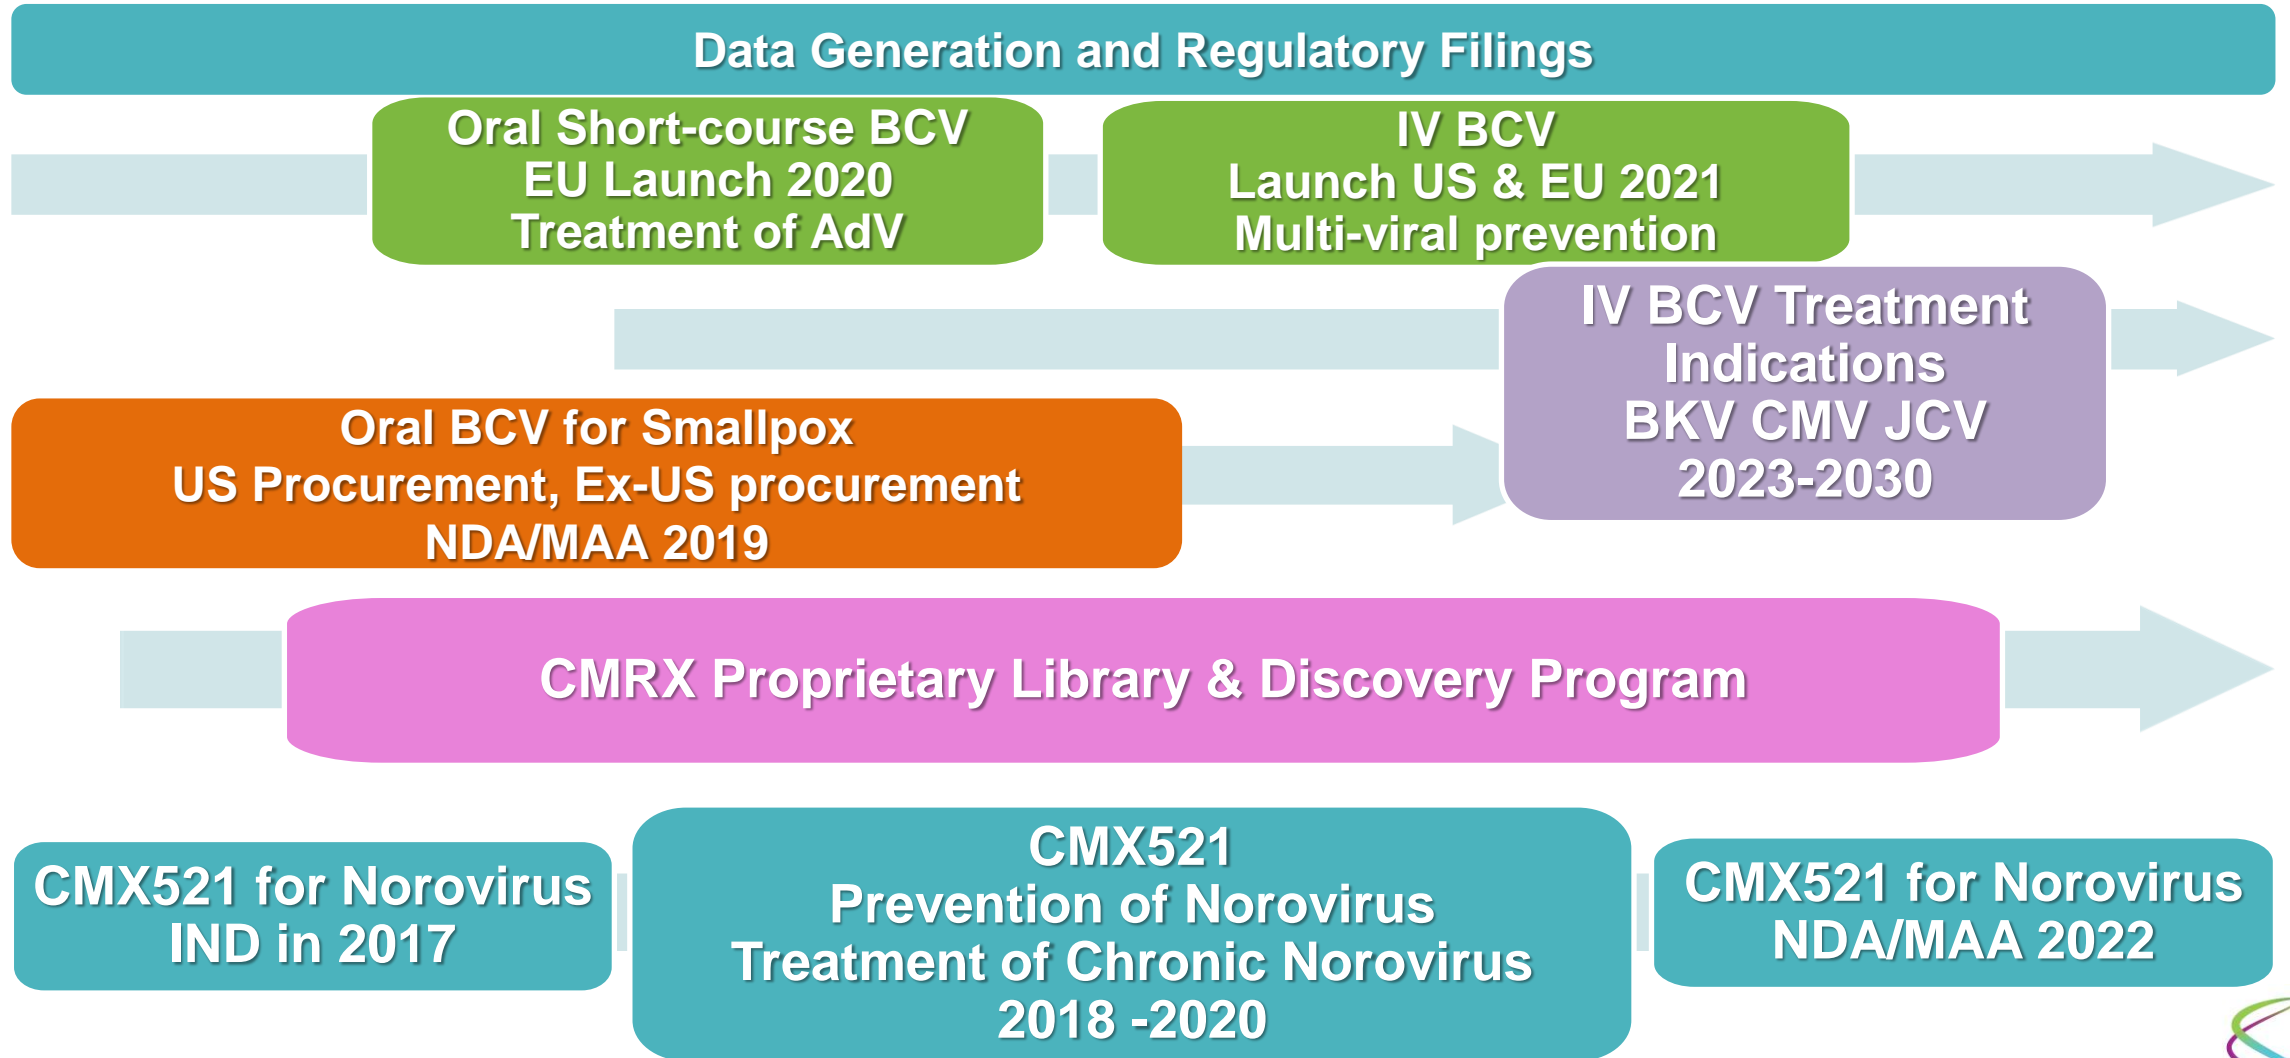 Data Generation and Regulatory Filings
Oral Short-course BCV
EU Launch 2020
Treatment of AdV
IV BCV
Launch US & EU 2021
Multi-viral prevention
IV BCV Treatment
Indications
BKV CMV JCV
2023-2030
Oral BCV for Smallpox
US Procurement, Ex-US procurement
NDA/MAA 2019
CMRX Proprietary Library & Discovery Program
CMX521 for Norovirus
IND in 2017
CMX521
Prevention of Norovirus
Treatment of Chronic Norovirus
2018 -2020
CMX521 for Norovirus
NDA/MAA 2022